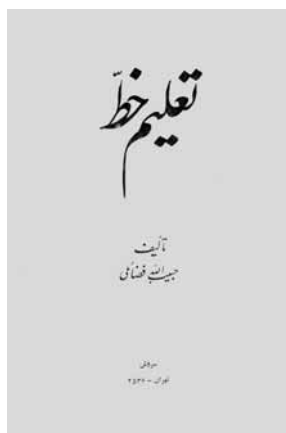 تعلیم خطّ
تألیف
حبیب الله فضائلی
سروش
تهران - ۲۵۳۶